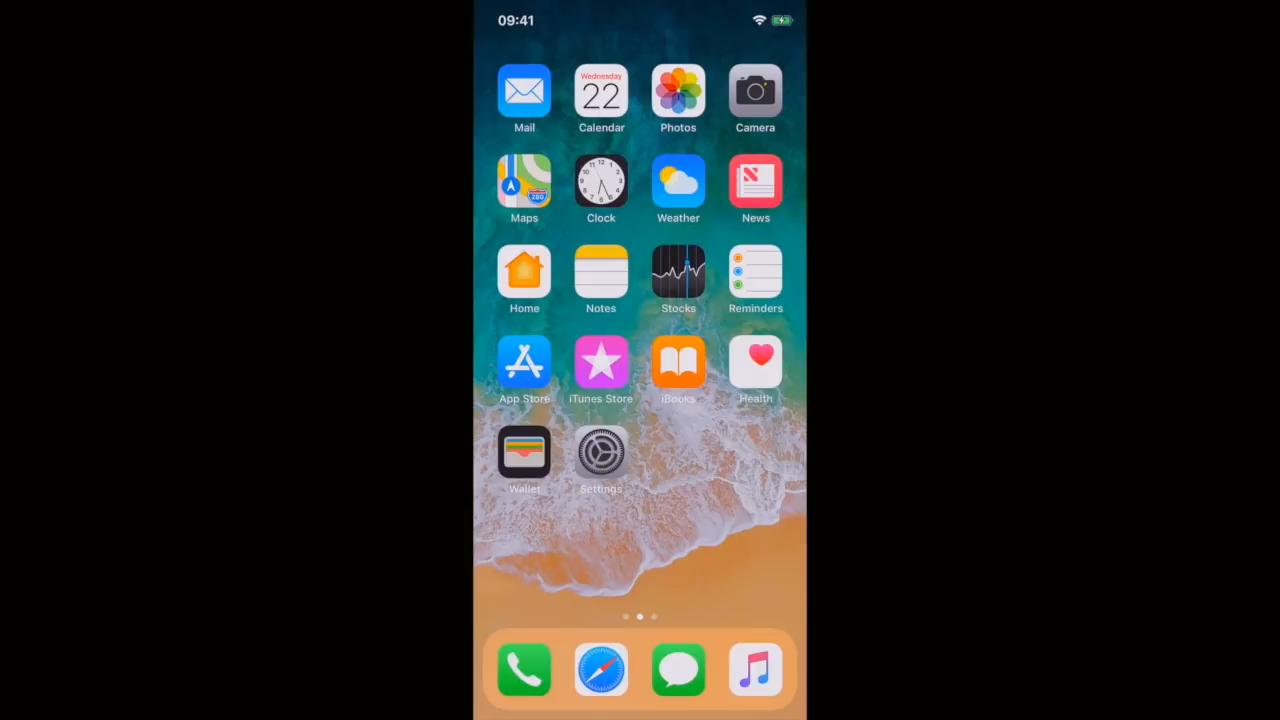 09:41
Wednesday
22
Mail Calendar Photos Camera
280
Maps Clock Weather News
Home Notes Stocks Reminders
App Store iTunes Store iBooks Health
Wallet Settings